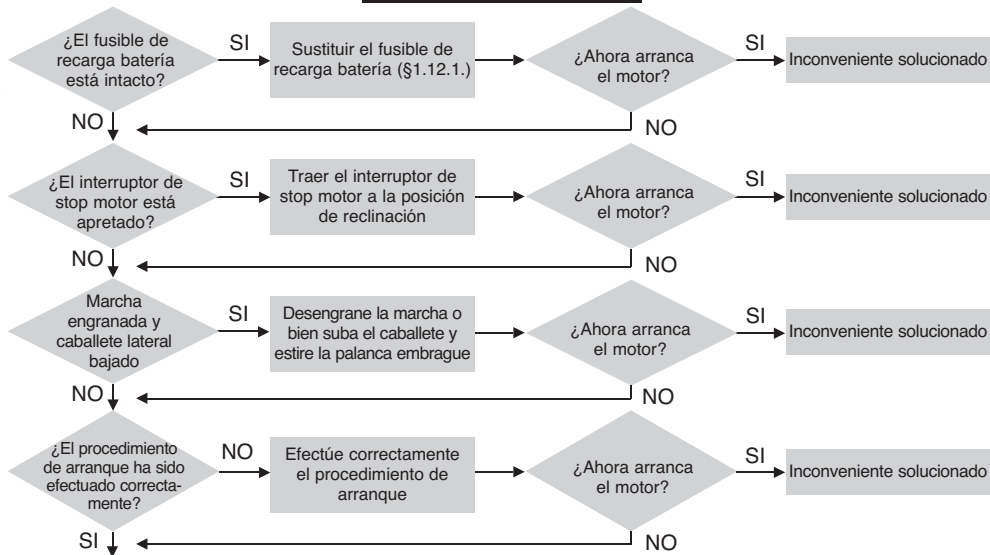 ¿El fusible de
recarga batería
está intacto?
SI
Sustituir el fusible de
recarga batería (§1.12.1.)
¿Ahora arranca
el motor?
SI
Inconveniente solucionado
NO
NO
¿El interruptor de
stop motor está
apretado?
SI
Traer el interruptor de
stop motor a la posición
de reclinación
¿Ahora arranca
el motor?
SI
Inconveniente solucionado
NO
NO
Marcha
engranada y
caballete lateral
bajado
SI
Desengrane la marcha o
bien suba el caballete y
estire la palanca embrague
¿Ahora arranca
el motor?
SI
Inconveniente solucionado
NO
NO
¿El procedimiento
de arranque ha sido
efectuado correcta-
mente?
NO
Efectúe correctamente
el procedimiento de
arranque
¿Ahora arranca
el motor?
SI
Inconveniente solucionado
SI
NO